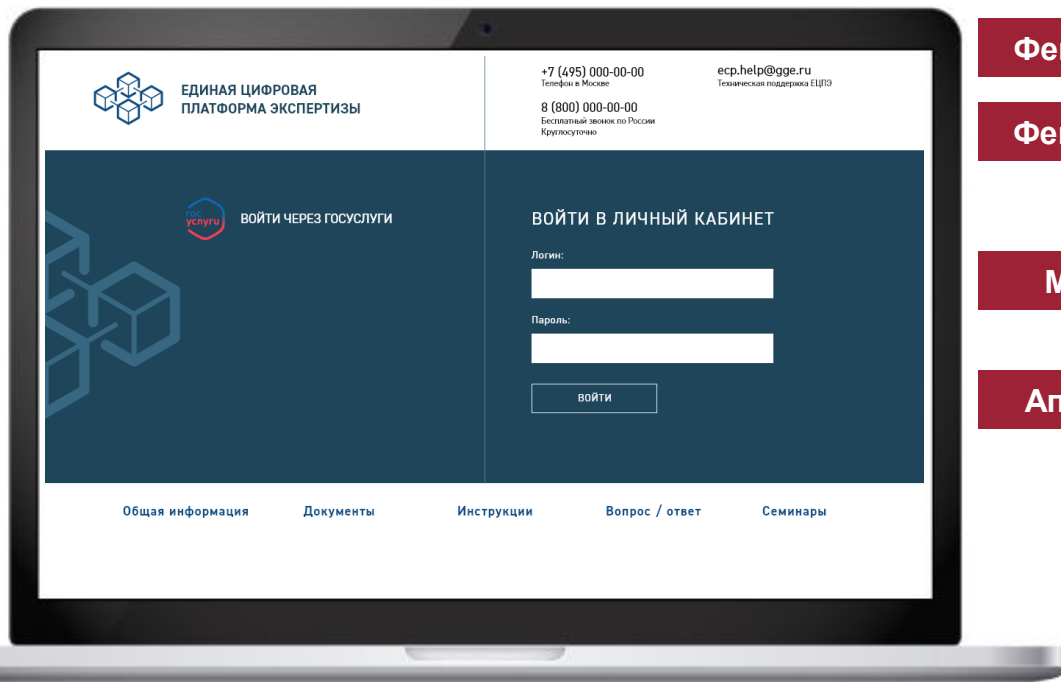 ЕДИНАЯ ЦИФРОВАЯ
ПЛАТФОРМА ЭКСПЕРТИЗЫ
+7 (495) 000-00-00
Телефон в Москве
8 (800) 000-00-00
Бесплатный звонок по России
Круглосуточно
ecp.help@gge.ru
Техническая поддержка ЕЦПЭ
гос
услуги
ВОЙТИ ЧЕРЕЗ ГОСУСЛУГИ
ВОЙТИ В ЛИЧНЫЙ КАБИНЕТ
Логин:
Пароль:
ВОЙТИ
Общая информация
Документы
Инструкции
Вопрос / ответ
Семинары